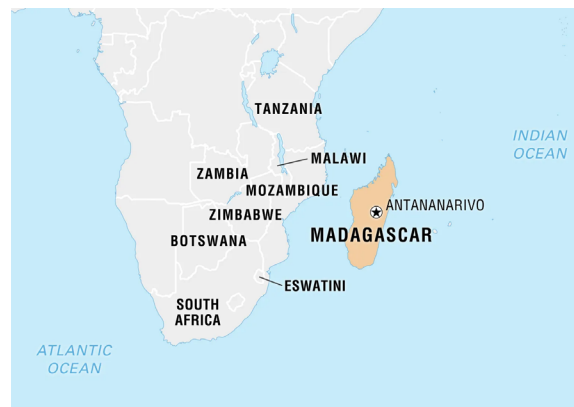 TANZANIA
INDIAN
OCEAN
MALAWI
ZAMBIA
MOZAMBIQUE
ANTANANARIVO
ZIMBABWE
MADAGASCAR
BOTSWANA
ESWATINI
SOUTH
AFRICA
ATLANTIC
OCEAN